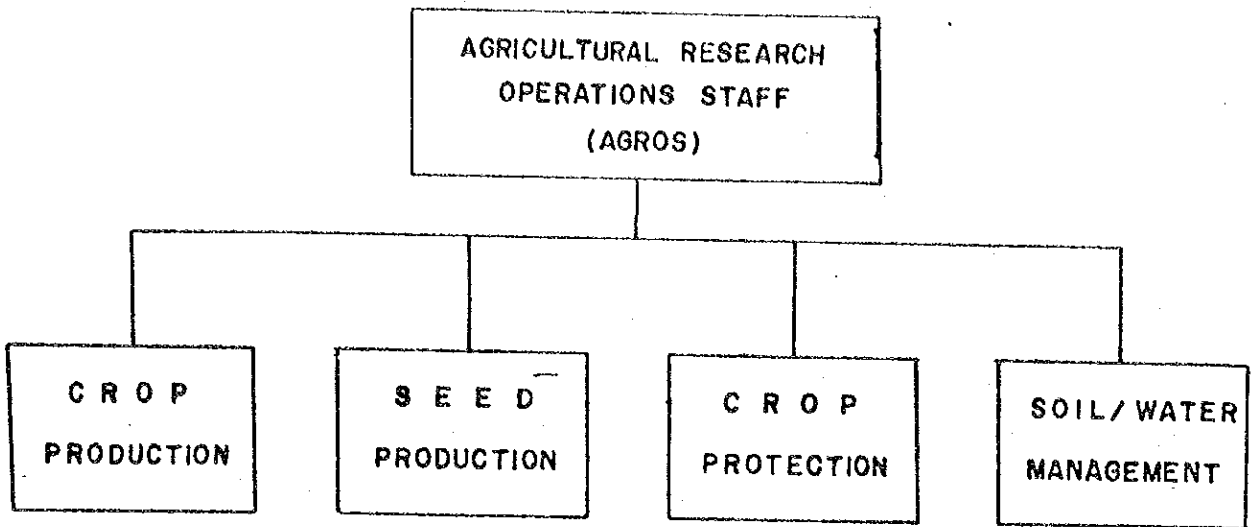 AGRICULTURAL RESEARCH
OPERATIONS STAFF
(AGROS)
CROP
PRODUCTION
SEED
PRODUCTION
CROP
PROTECTION
SOIL/WATER
MANAGEMENT